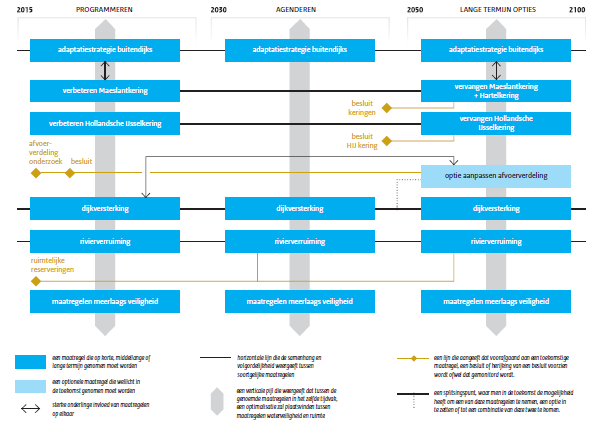 2015 PROGRAMMEREN 2030 AGENDEREN 2050 LANGE TERMIJN OPTIES 2100
adaptatiestrategie buitendijks
adaptatiestrategie buitendijks
adaptatiestrategie buitendijks
verbeteren Maeslantkering
vervangen Maeslantkering
+ Hartelkering
besluit
keringen
verbeteren Hollandsche IJsselkering
vervangen Hollandsche
IJsselkering
besluit
HIJ kering
afvoer-
verdeling
onderzoek besluit
optie aanpassen afvoerverdeling
dijkversterking
dijkversterking
dijkversterking
rivierverruiming
rivierverruiming
rivierverruiming
ruimtelijke
reserveringen
maatregelen meerlaags veiligheid
maatregelen meerlaags veiligheid
maatregelen meerlaags veiligheid
een maatregel die op korte, middellange of
lange termijn genomen moet worden
een optionele maatregel die wellicht in
de toekomst genomen moet worden
sterke onderlinge invloed van maatregelen
op elkaar
horizontale lijn die de samenhang en
volgordelijkheid weergeeft tussen
soortgelijke maatregelen
een verticale pijl die weergeeft dat tussen de
genoemde maatregelen in het zelfde tijdvak,
een optimalisatie zal plaatsvinden tussen
maatregelen waterveiligheid en ruimte
een lijn die aangeeft dat voorafgaand aan een toekomstige
maatregel, een besluit of herijking van een besluit voorzien
wordt ofwel dat gemonitord wordt.
een splitsingspunt, waar men in de toekomst de mogelijkheid
heeft om een van deze maatregelen te nemen, een optie in
te zetten of tot een combinatie van deze twee te komen.